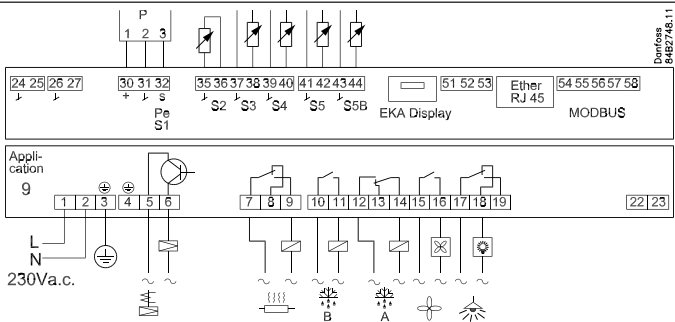 P
1 2 3
Danfoss
84B2748.11
24 25 26 27 30 31 32 35 36 37 38 39 40 41 42 43 44 51 52 53 54 55 56 57 58
+ s
S2 S3 S4 S5 S5B
Pe
S1
EKA Display
Ether
RJ 45
MODBUS
Appli-
cation
9
1 2 3 4 5 6 7 8 9 10 11 12 13 14 15 16 17 18 19 22 23
L
N
230Va.c.
B A